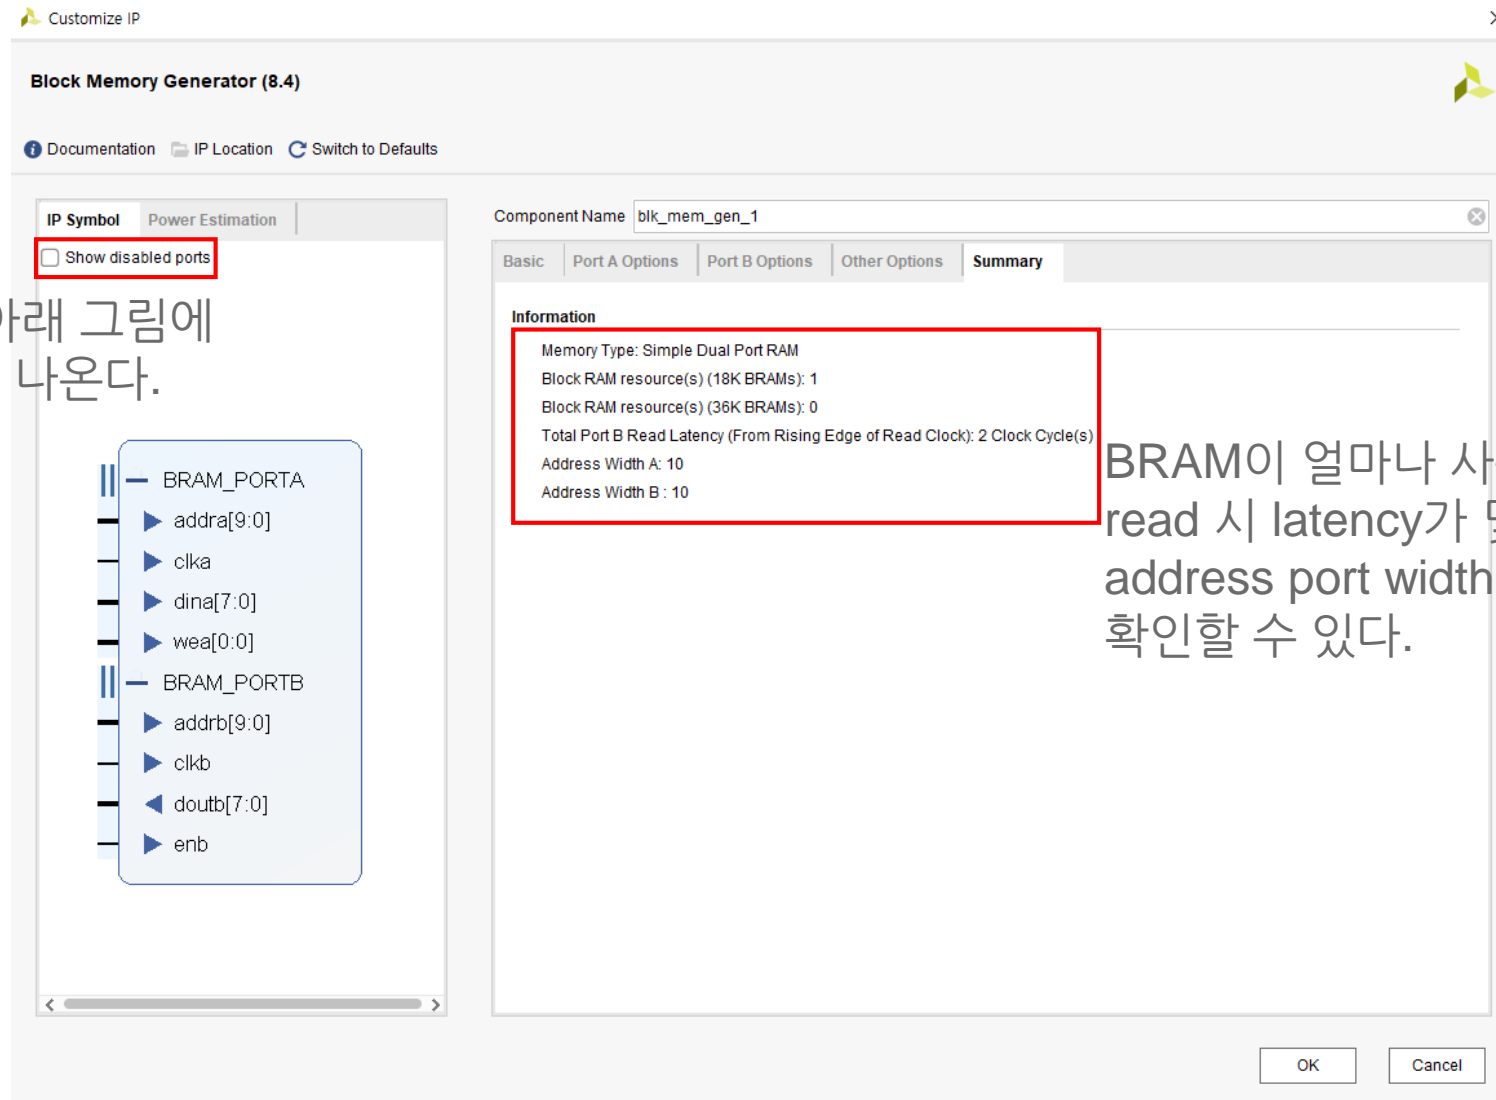 Customize IP
Block Memory Generator (8.4)
Documentation IP Location Switch to Defaults
IP Symbol Power Estimation
Show disabled ports
아래 그림에
나온다.
BRAM_PORTA
addra[9:0]
clka
dina[7:0]
wea[0:0]
BRAM_PORTB
addrb[9:0]
clkb
doutb[7:0]
enb
Component Name blk_mem_gen_1
Basic Port A Options Port B Options Other Options Summary
Information
Memory Type: Simple Dual Port RAM
Block RAM resource(s) (18K BRAMs): 1
Block RAM resource(s) (36K BRAMs): 0
Total Port B Read Latency (From Rising Edge of Read Clock): 2 Clock Cycle(s)
Address Width A: 10
Address Width B : 10
BRAM이 얼마나
read 시 latency가
address port width
확인할 수 있다.
OK Cancel